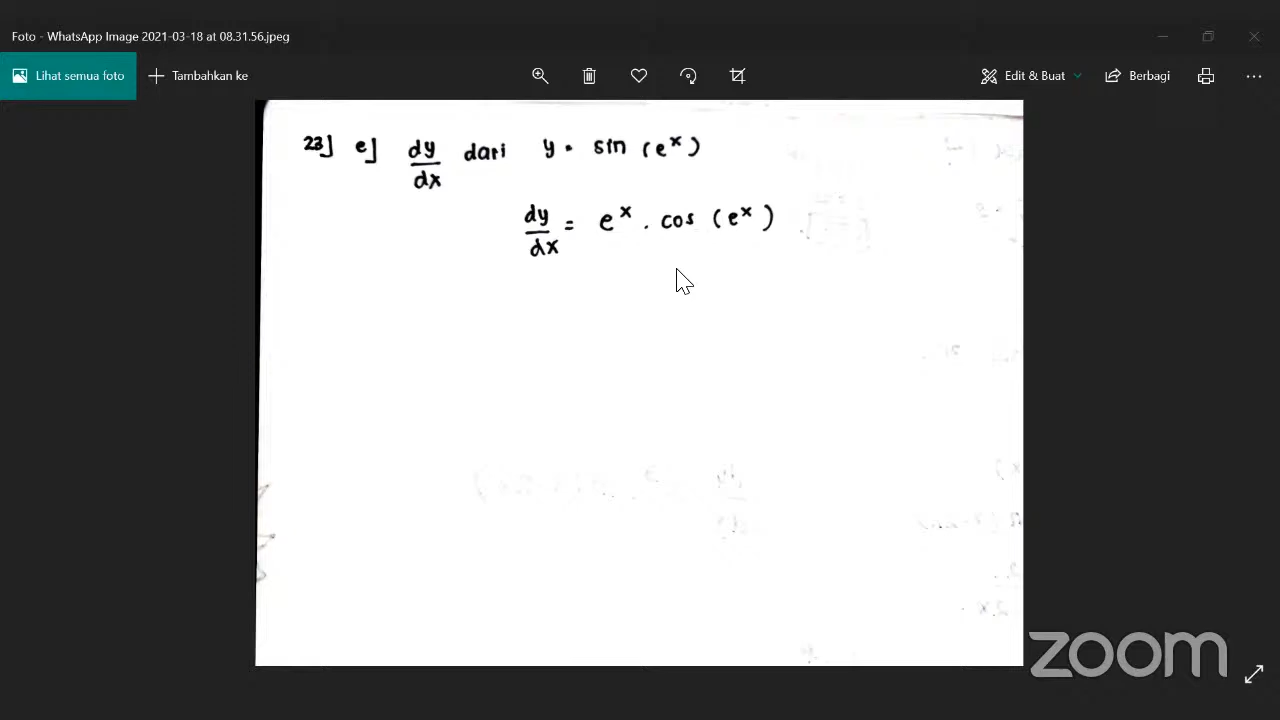 Foto - WhatsApp Image 2021-03-18 at 08.31.56.jpeg
Lihat semua foto Tambahkan ke Edit & Buat Berbagi
23] e] dy/dx dari y = sin (e^x)
dy/dx = e^x . cos (e^x)
zoom